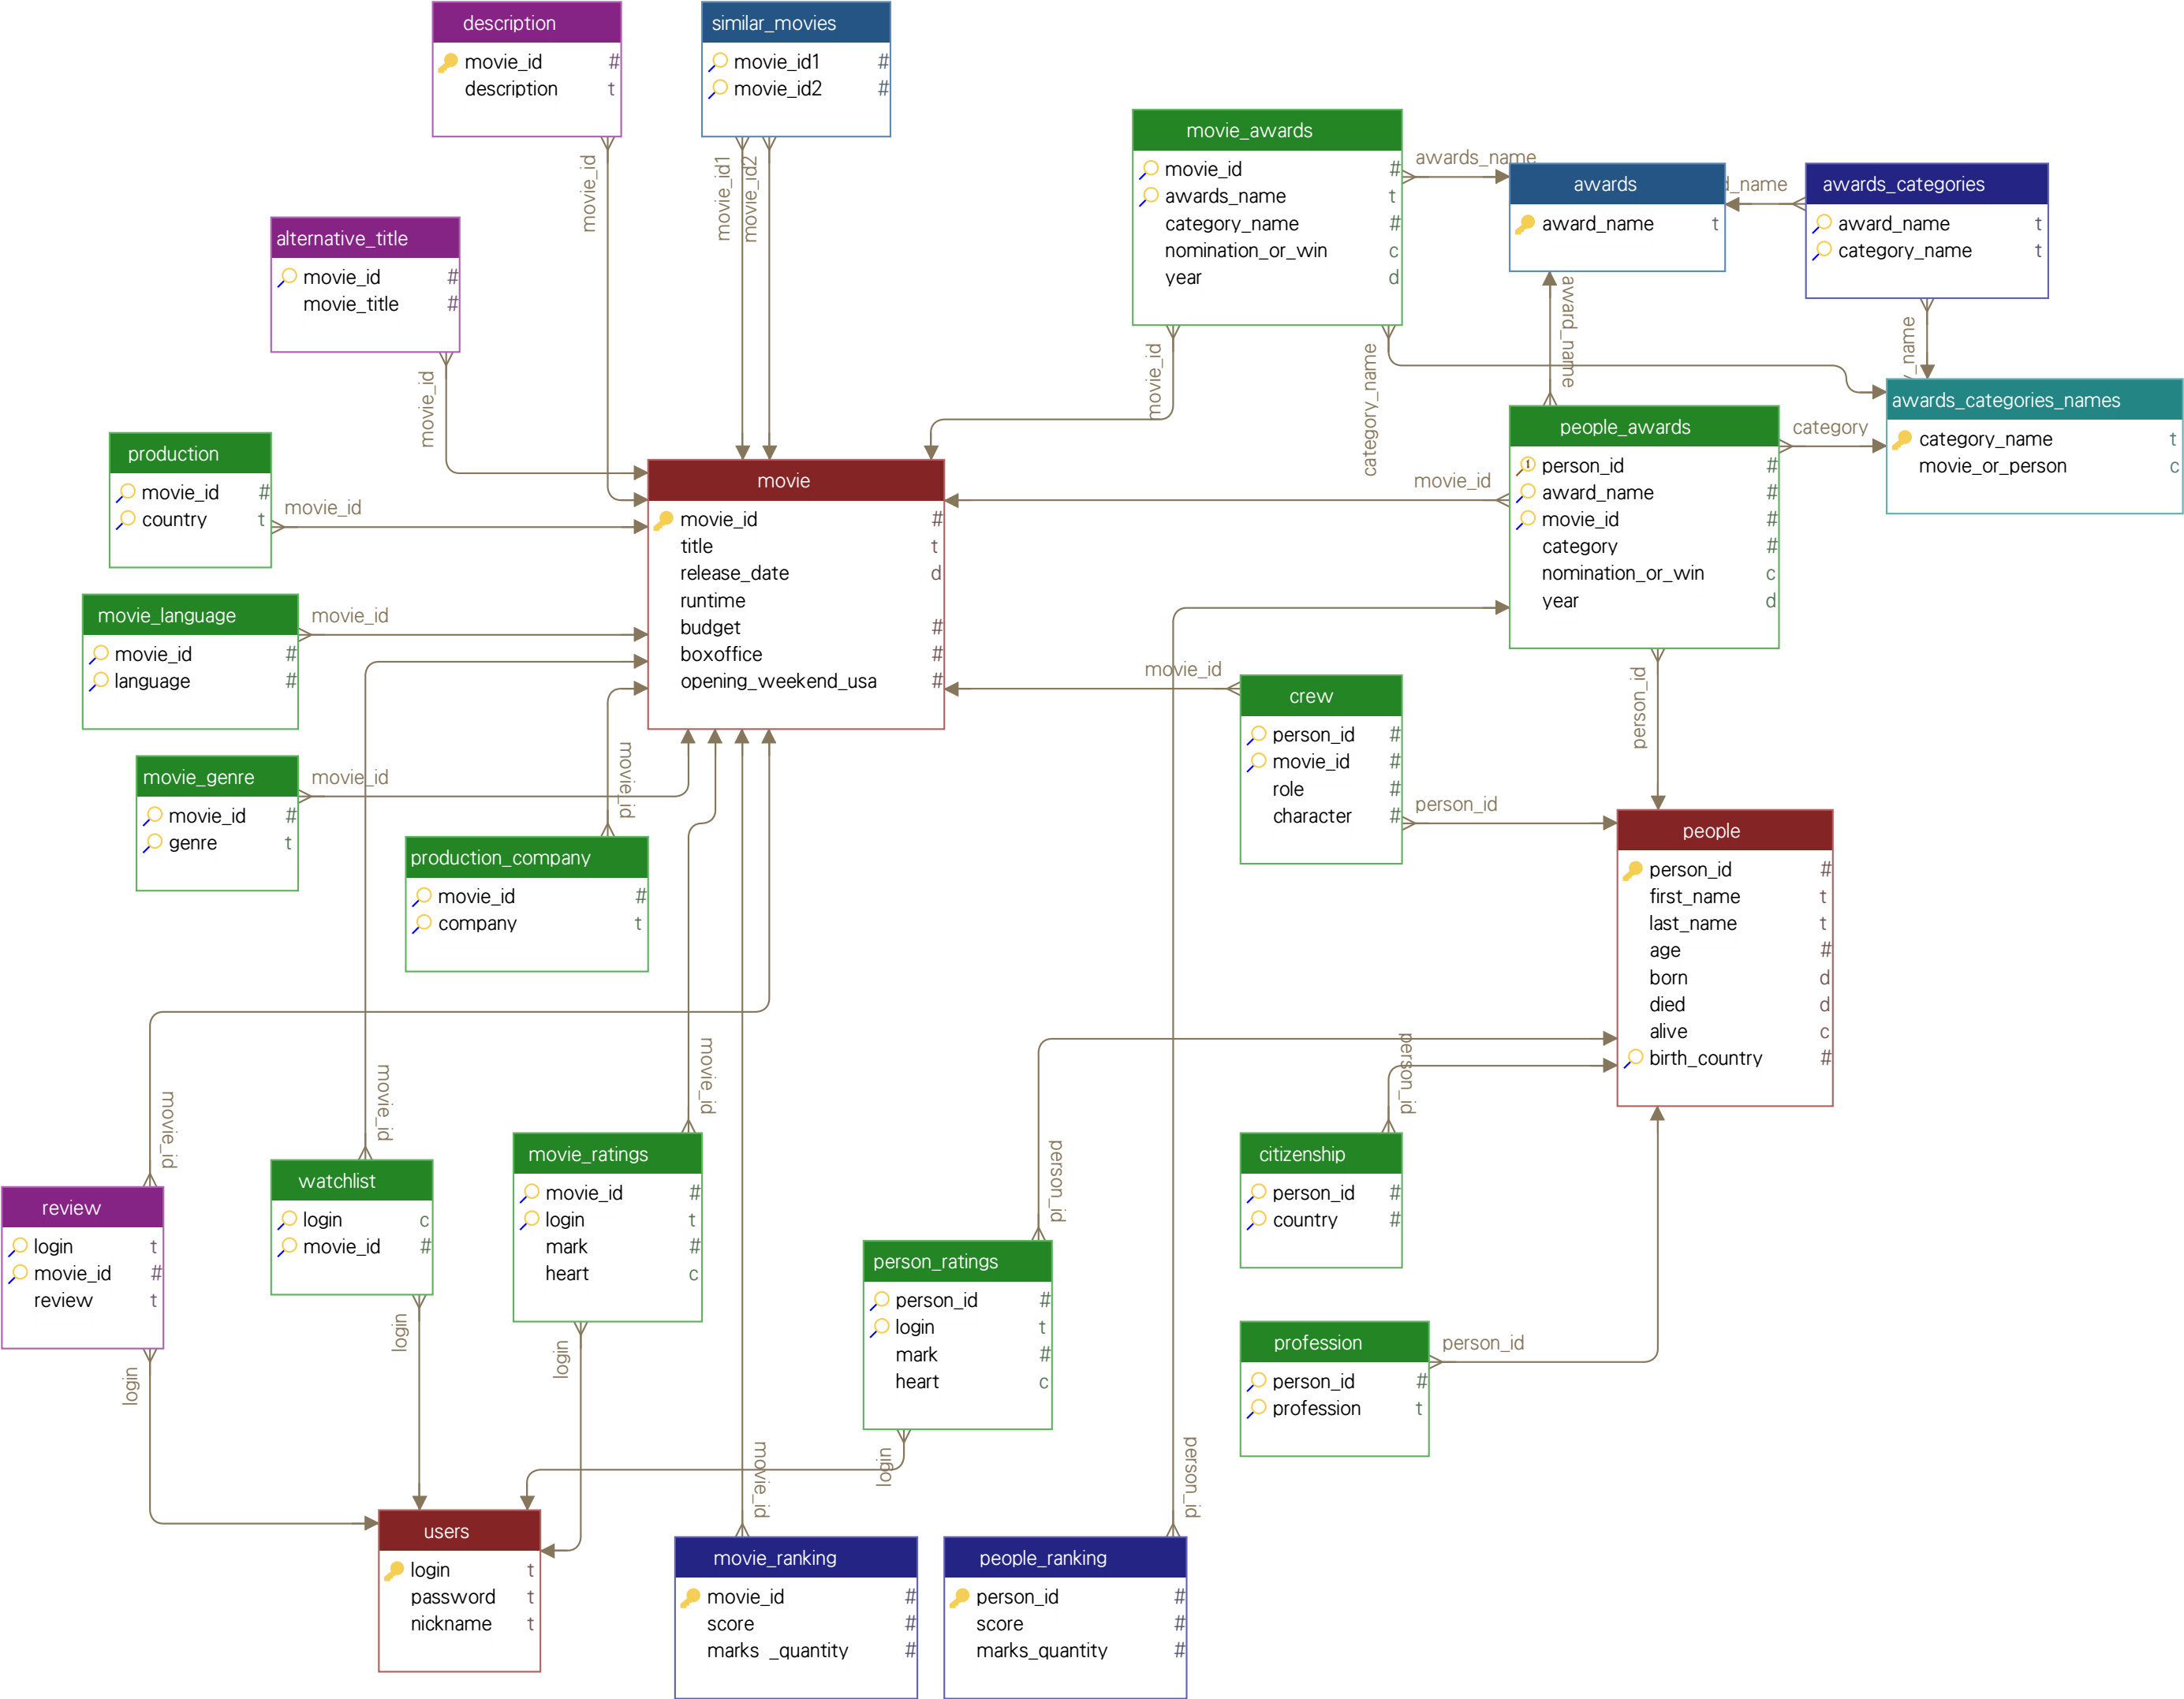 description
movie_id #
description t
similar_movies
movie_id1 #
movie_id2 #
movie_id
movie_id1
movie_id2
movie_awards
movie_id #
awards_name t
category_name #
nomination_or_win c
year d
awards_name
awards
award_name t
d_name
awards_categories
award_name t
category_name t
alternative_title
movie_id #
movie_title #
movie_id
movie_id
category_name
award_name
_name
awards_categories_names
category_name t
movie_or_person c
production
movie_id #
country t
movie_id
movie
movie_id #
title t
release_date d
runtime
budget #
boxoffice #
opening_weekend_usa #
people_awards
person_id #
award_name #
movie_id #
category #
nomination_or_win c
year d
category
movie_id
movie_language
movie_id #
language #
movie_id
movie_id
crew
person_id #
movie_id #
role #
character #
person_id
person_id
movie_genre
movie_id #
genre t
movie_id
movie_id
production_company
movie_id #
company t
people
person_id #
first_name t
last_name t
age #
born d
died d
alive c
birth_country #
movie_id
movie_id
movie_id
person_id
person_id
review
login t
movie_id #
review t
watchlist
login c
movie_id #
movie_ratings
movie_id #
login t
mark #
heart c
person_ratings
person_id #
login t
mark #
heart c
citizenship
person_id #
country #
profession
person_id #
profession t
person_id
login
login
login
login
movie_id
person_id
users
login t
password t
nickname t
movie_ranking
movie_id #
score #
marks _quantity #
people_ranking
person_id #
score #
marks_quantity #